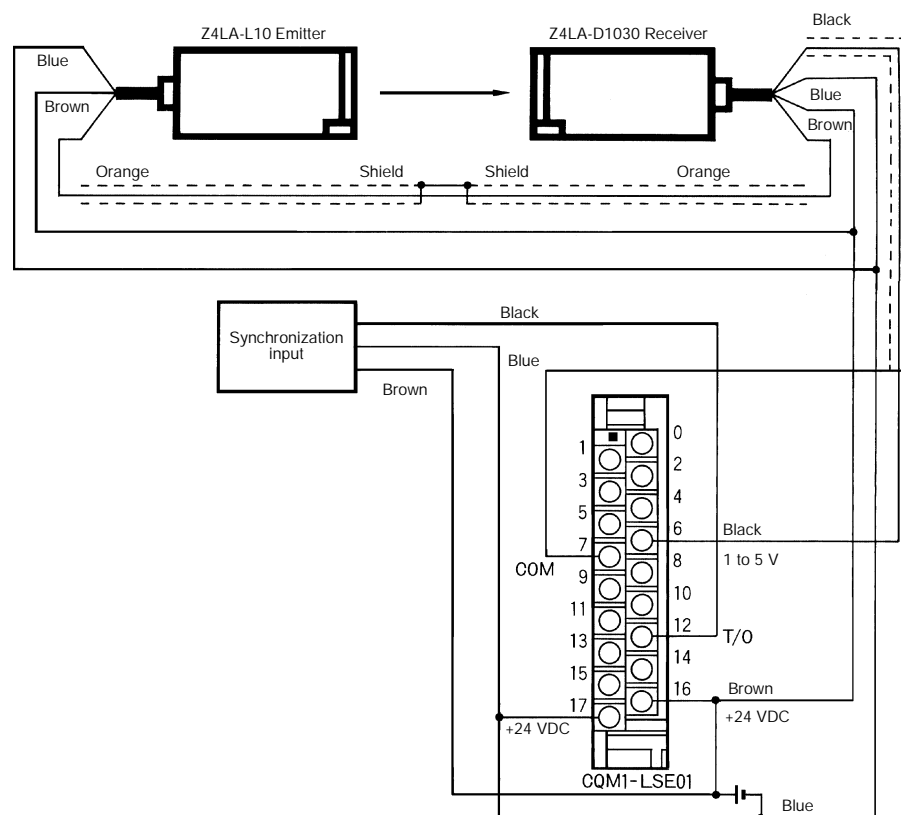 Z4LA-L10 Emitter
Z4LA-D1030 Receiver
Black
Blue
Brown
Blue
Brown
Orange
Shield
Shield
Orange
Synchronization
input
Black
Blue
Brown
0
1
2
3
4
5
6
Black
7
1 to 5 V
COM
8
9
10
11
12
T/O
13
14
15
16
Brown
17
+24 VDC
+24 VDC
CQM1-LSE01
Blue